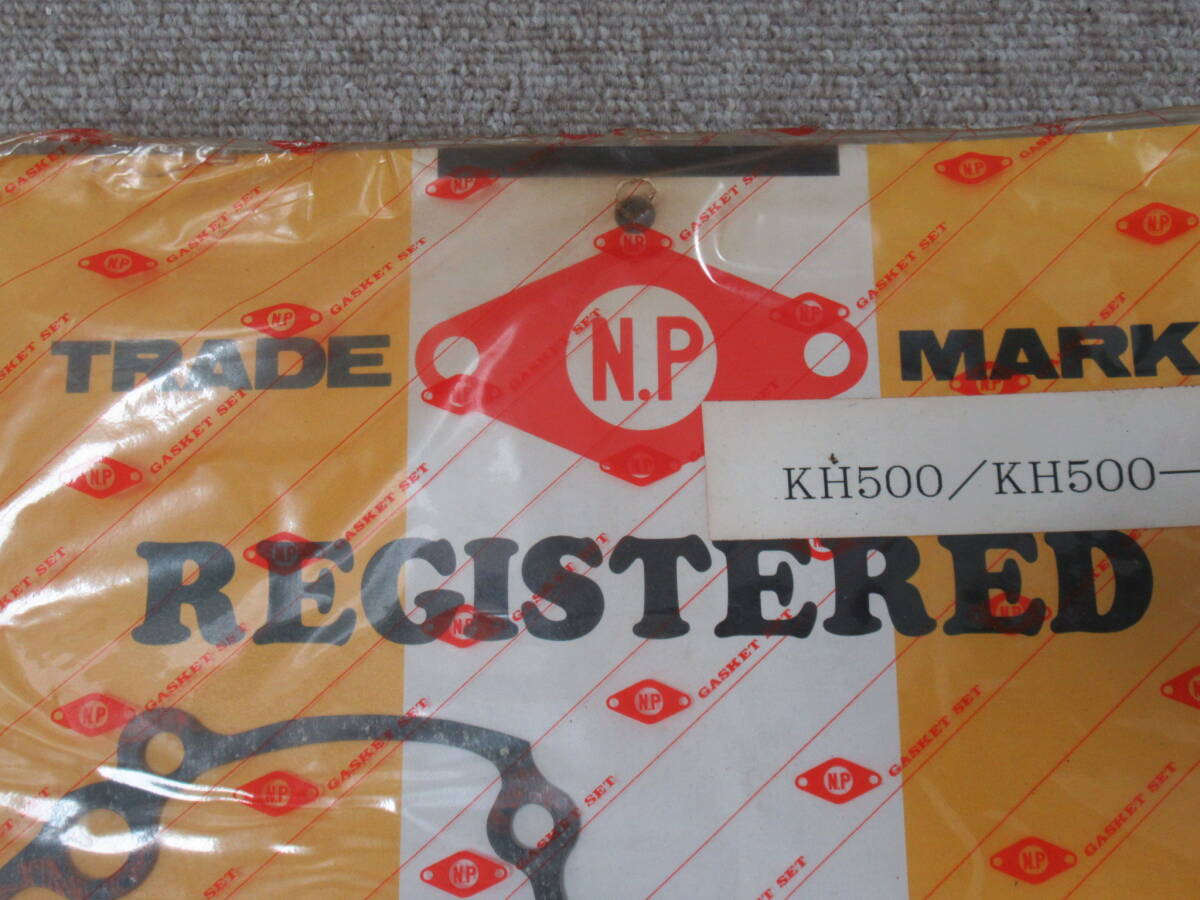 TRADE N.P MARK
KH500/KH500—
REGISTERED
N.P GASKET SET